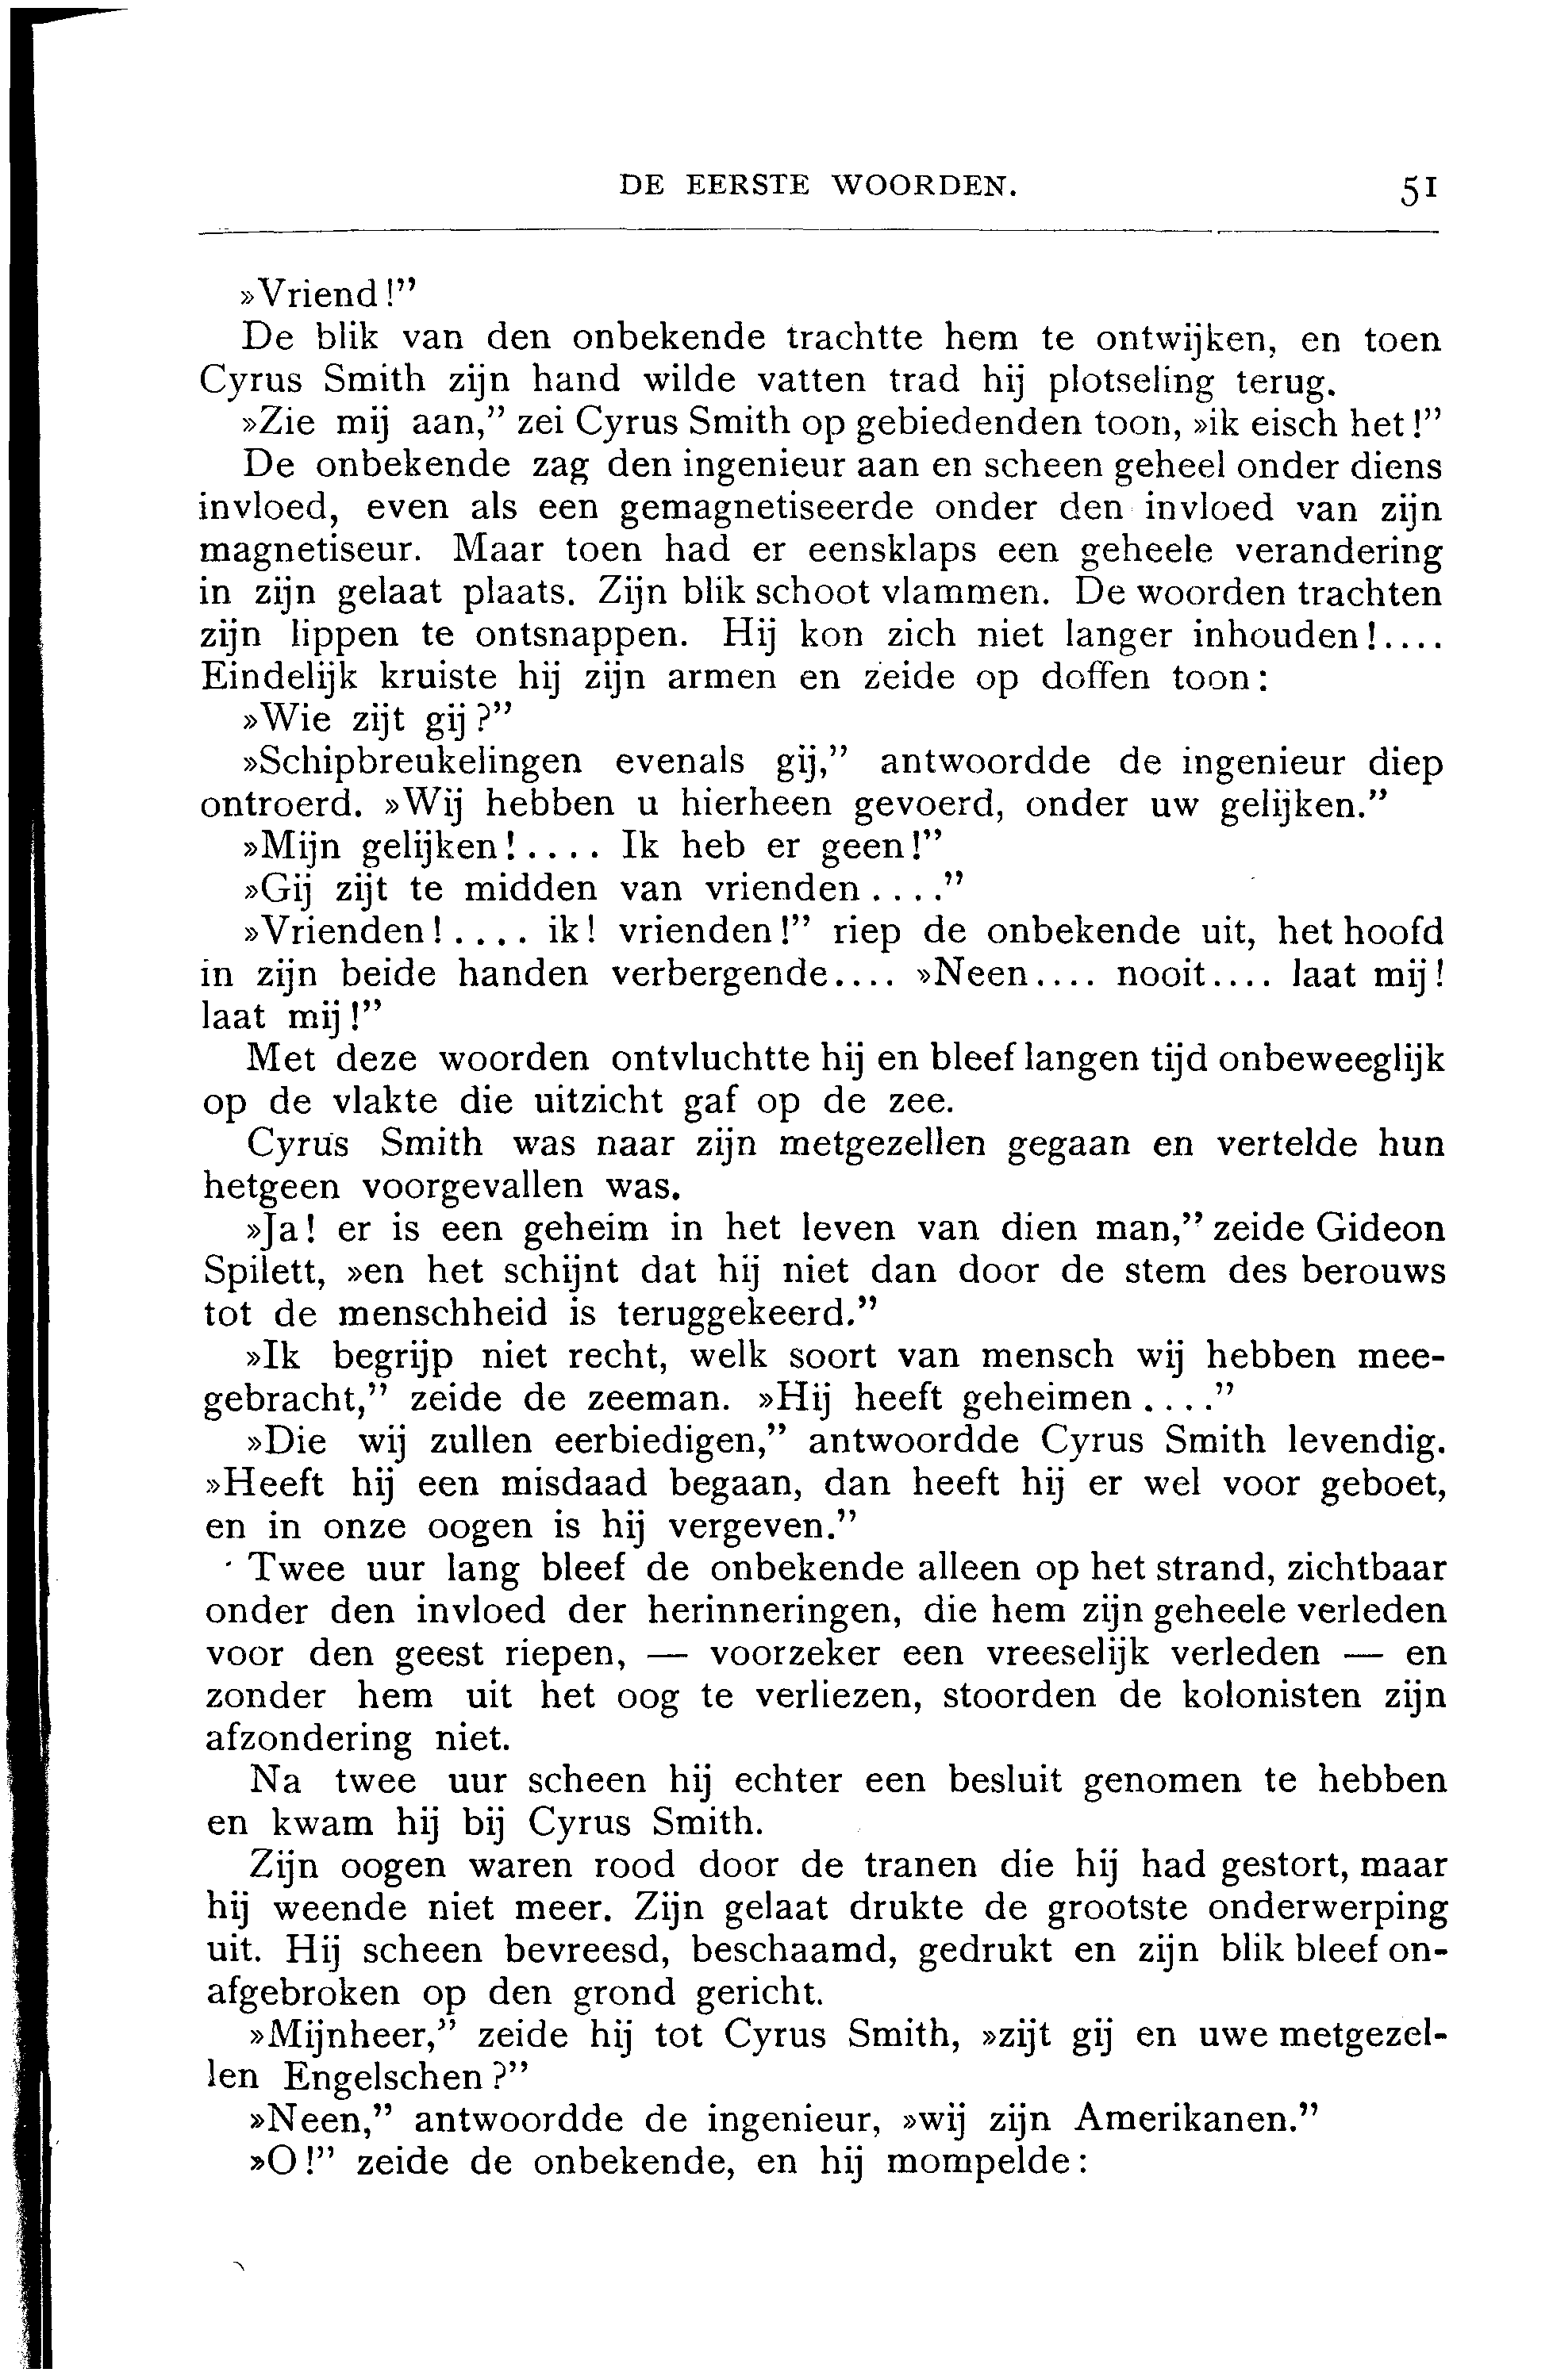 DE EERSTE WOORDEN. 51
»Vriend!”
De blik van den onbekende trachtte hem te ontwijken, en toen
Cyrus Smith zijn hand wilde vatten trad hij plotseling terug.
»Zie mij aan,” zei Cyrus Smith op gebiedenden toon, »ik eisch het!”
De onbekende zag den ingenieur aan en scheen geheel onder diens
invloed, even als een gemagnetiseerde onder den invloed van zijn
magnetiseur. Maar toen had er eensklaps een geheele verandering
in zijn gelaat plaats. Zijn blik schoot vlammen. De woorden trachten
zijn lippen te ontsnappen. Hij kon zich niet langer inhouden!....
Eindelijk kruiste hij zijn armen en zeide op doffen toon:
»Wie zijt gij?”
»Schipbreukelingen evenals gij,” antwoordde de ingenieur diep
ontroerd. »Wij hebben u hierheen gevoerd, onder uw gelijken.”
»Mijn gelijken!.... Ik heb er geen!”
»Gij zijt te midden van vrienden....”
»Vrienden!.... ik! vrienden!” riep de onbekende uit, het hoofd
in zijn beide handen verbergende.... »Neen.... nooit.... laat mij!
laat mij!”
Met deze woorden ontvluchtte hij en bleef langen tijd onbeweeglijk
op de vlakte die uitzicht gaf op de zee.
Cyrus Smith was naar zijn metgezellen gegaan en vertelde hun
hetgeen voorgevallen was.
»Ja! er is een geheim in het leven van dien man,” zeide Gideon
Spilett, »en het schijnt dat hij niet dan door de stem des berouws
tot de menschheid is teruggekeerd.”
»Ik begrijp niet recht, welk soort van mensch wij hebben mee-
gebracht,” zeide de zeeman. »Hij heeft geheimen....”
»Die wij zullen eerbiedigen,” antwoordde Cyrus Smith levendig.
»Heeft hij een misdaad begaan, dan heeft hij er wel voor geboet,
en in onze oogen is hij vergeven.”
Twee uur lang bleef de onbekende alleen op het strand, zichtbaar
onder den invloed der herinneringen, die hem zijn geheele verleden
voor den geest riepen, — voorzeker een vreeselijk verleden — en
zonder hem uit het oog te verliezen, stoorden de kolonisten zijn
afzondering niet.
Na twee uur scheen hij echter een besluit genomen te hebben
en kwam hij bij Cyrus Smith.
Zijn oogen waren rood door de tranen die hij had gestort, maar
hij weende niet meer. Zijn gelaat drukte de grootste onderwerping
uit. Hij scheen bevreesd, beschaamd, gedrukt en zijn blik bleef on-
afgebroken op den grond gericht.
»Mijnheer,” zeide hij tot Cyrus Smith, »zijt gij en uwe metgezel-
len Engelschen?”
»Neen,” antwoordde de ingenieur, »wij zijn Amerikanen.”
»O!” zeide de onbekende, en hij mompelde: